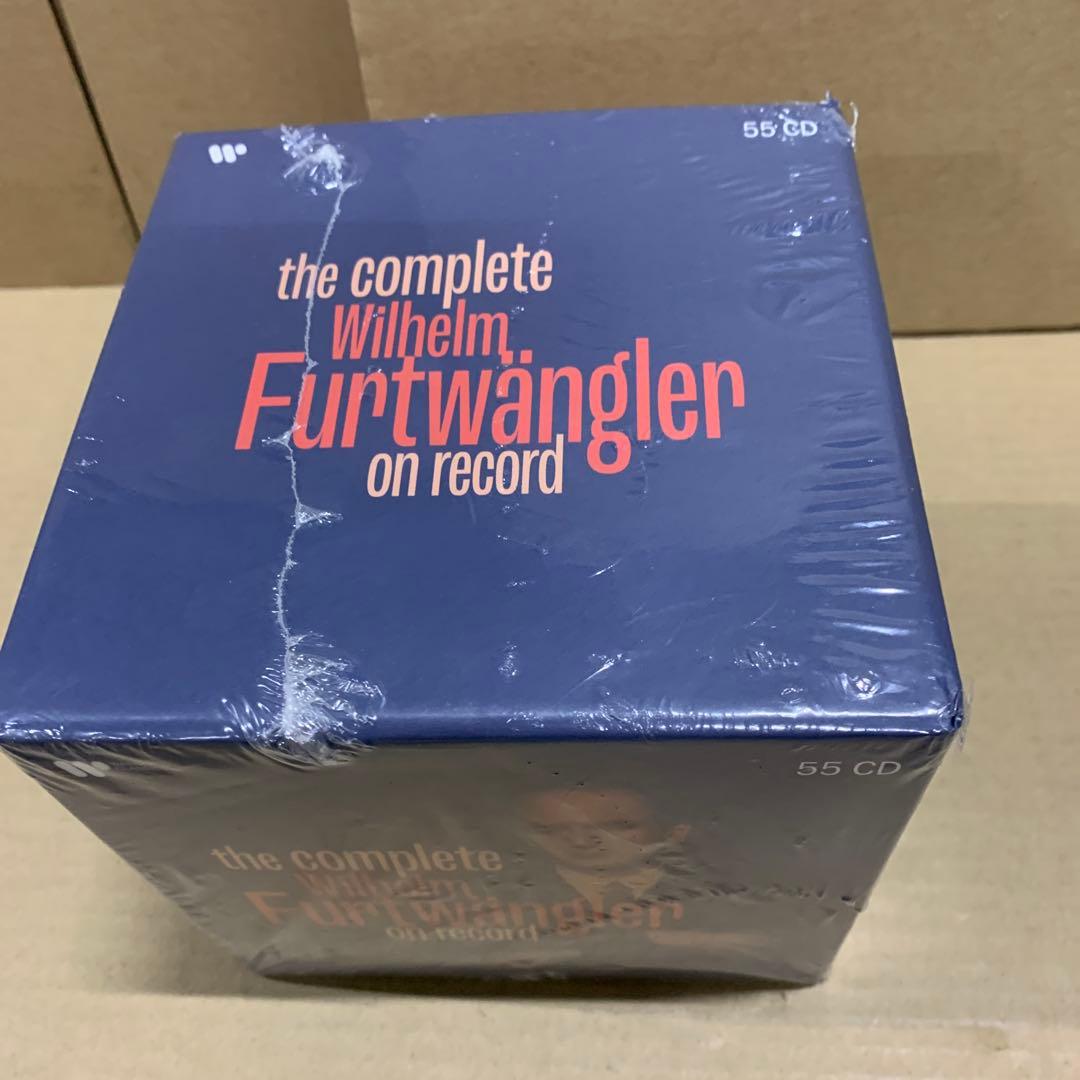 55 CD
the complete
Wilhelm
Furtwängler
on record
55 CD
the complete
Wilhelm
Furtwängler
on record